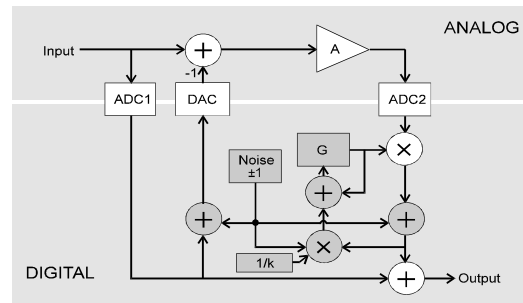 ANALOG
Input
+
A
-1
ADC1
DAC
ADC2
Noise
±1
G
×
+
+
+
1/k
×
DIGITAL
+
Output